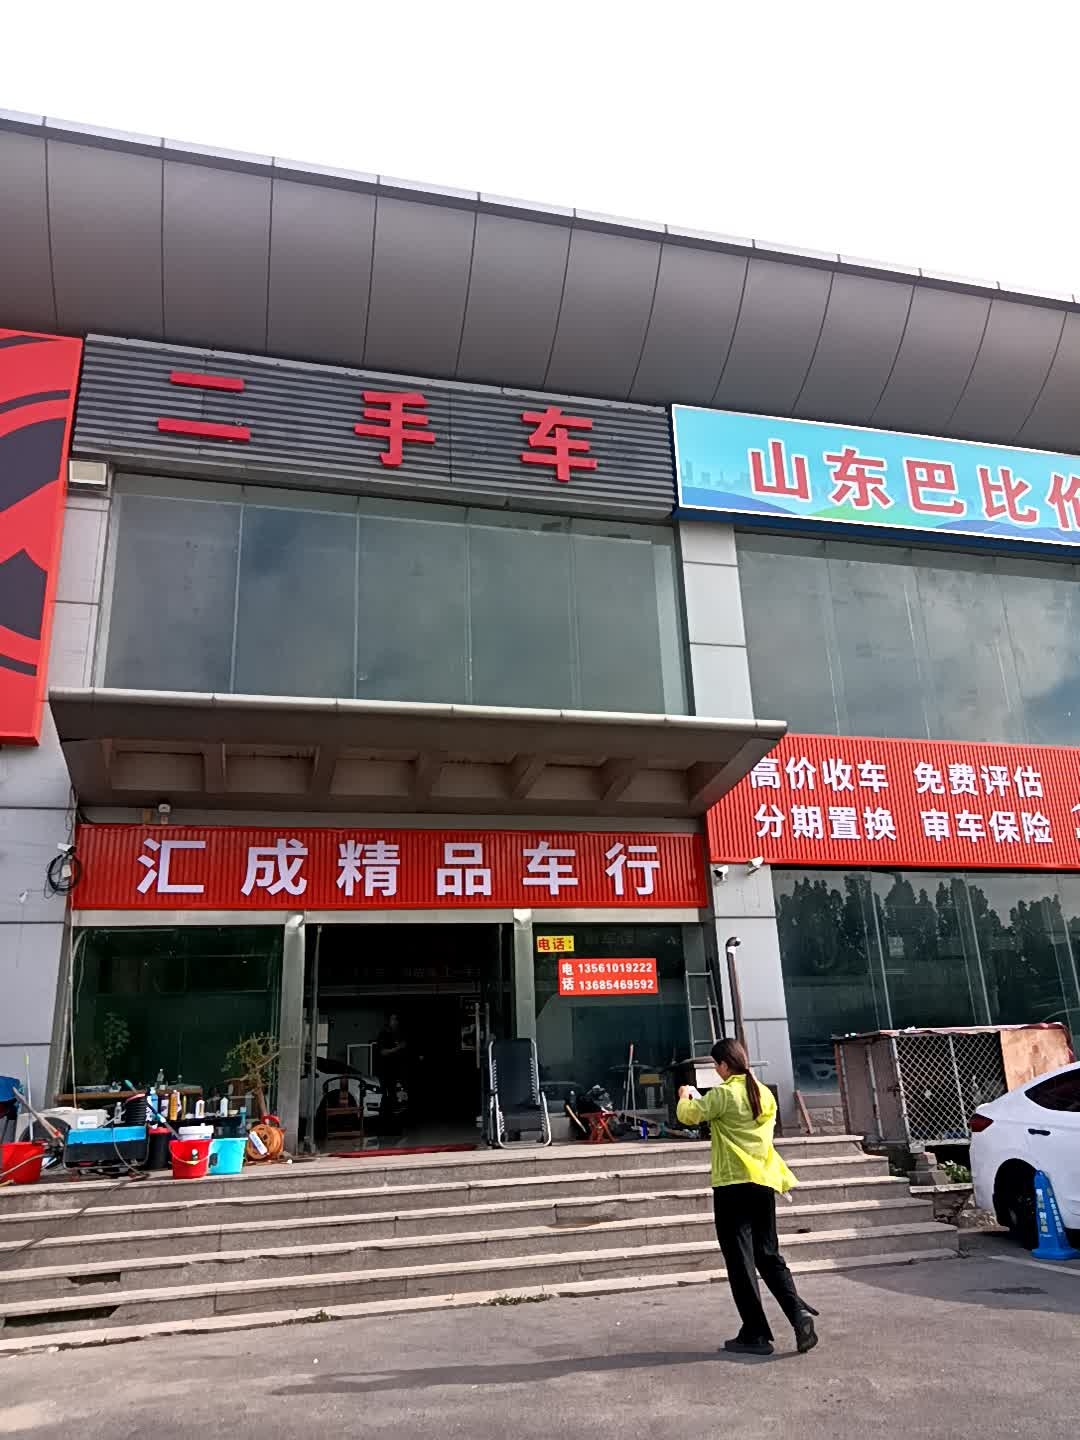 二手车
山东巴比伦
高价收车 免费评估
分期置换 审车保险
汇成精品车行
电话：
电话 13561019222
13685469592